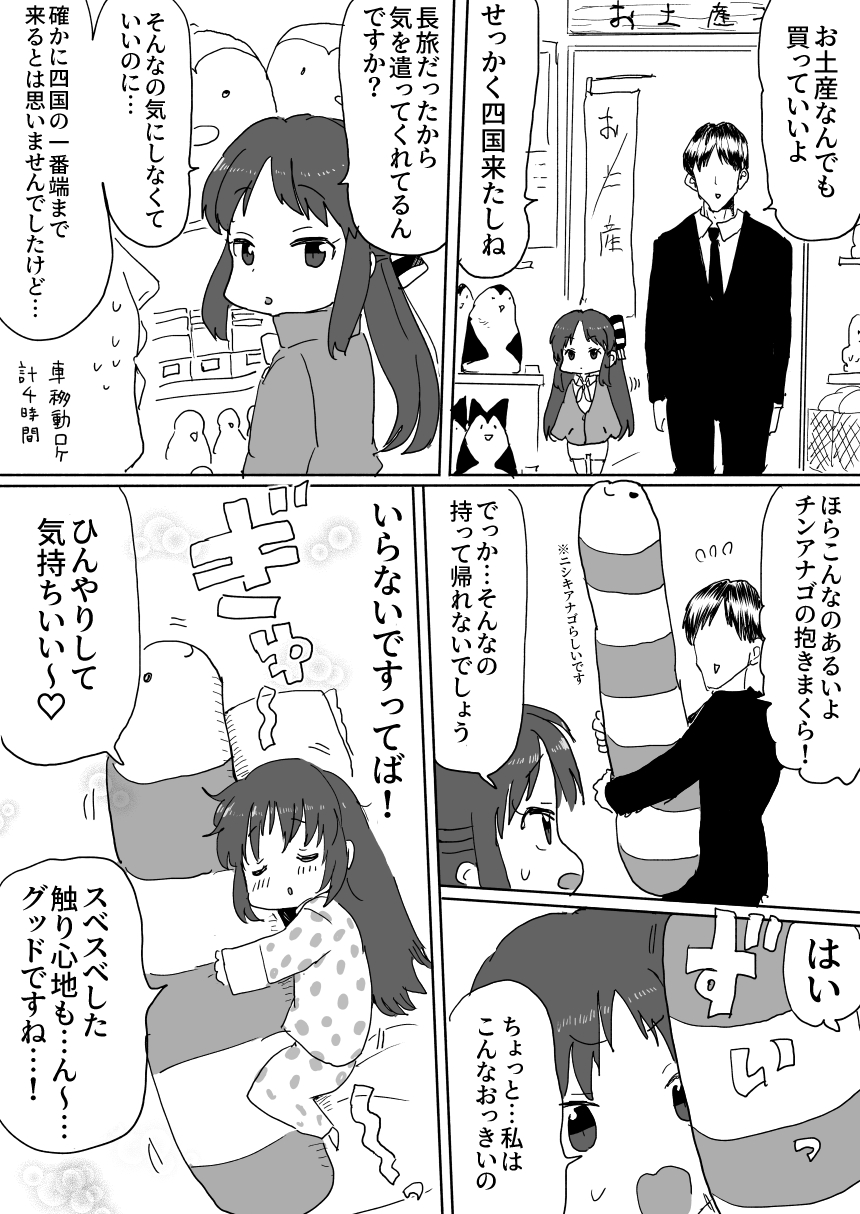 お土産
お土産
お土産なんでも
買っていいよ
せっかく四国来たしね
長旅だったから
気を遣ってくれてるん
ですか？
そんなの気にしなくて
いいのに…
確かに四国の一番端まで
来るとは思いませんでしたけど…
車移動ロケ
計4時間
ほらこんなのあるいよ
チンアナゴの抱きまくら！
※ニシキアナゴらしいです
でっか…そんなの
持って帰れないでしょう
はい
ずいっ
ちょっと…私は
こんなおっきいの
いらないですってば！
ギュ
ひんやりして
気持ちいい～♡
スベスベした
触り心地も…ん～…
グッドですね…！